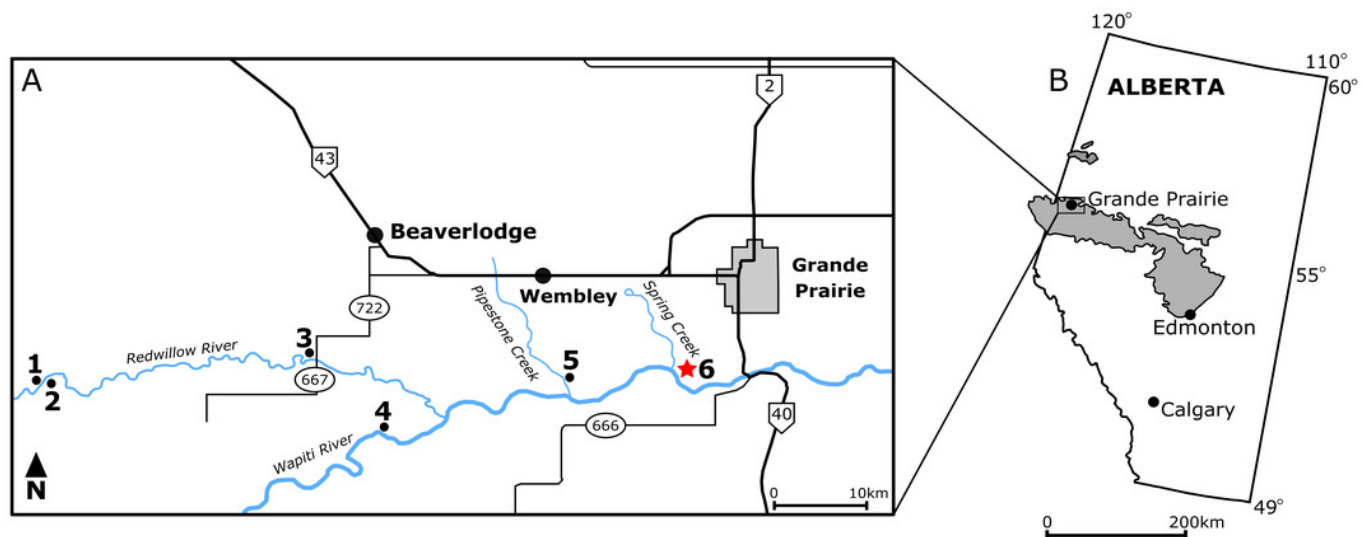 A
2
43
Beaverlodge
Wembley
Grande
Prairie
Pipestone Creek
Spring Creek
722
Redwillow River
3
1
2
667
5
6
4
Wapiti River
666
40
N
0 10km
B
120°
110°
60°
ALBERTA
Grande Prairie
55°
Edmonton
Calgary
49°
0 200km